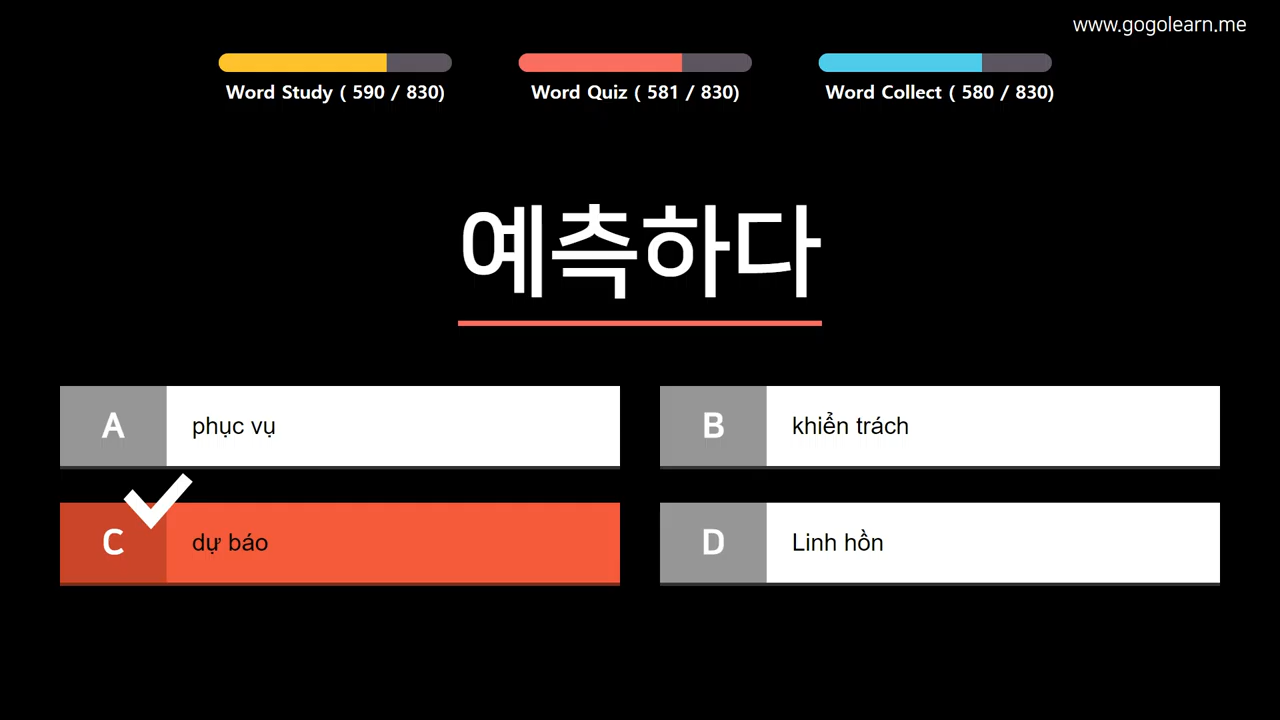 www.gogolearn.me
Word Study ( 590 / 830)
Word Quiz ( 581 / 830)
Word Collect ( 580 / 830)
예측하다
A
phục vụ
B
khiển trách
C
dự báo
D
Linh hồn